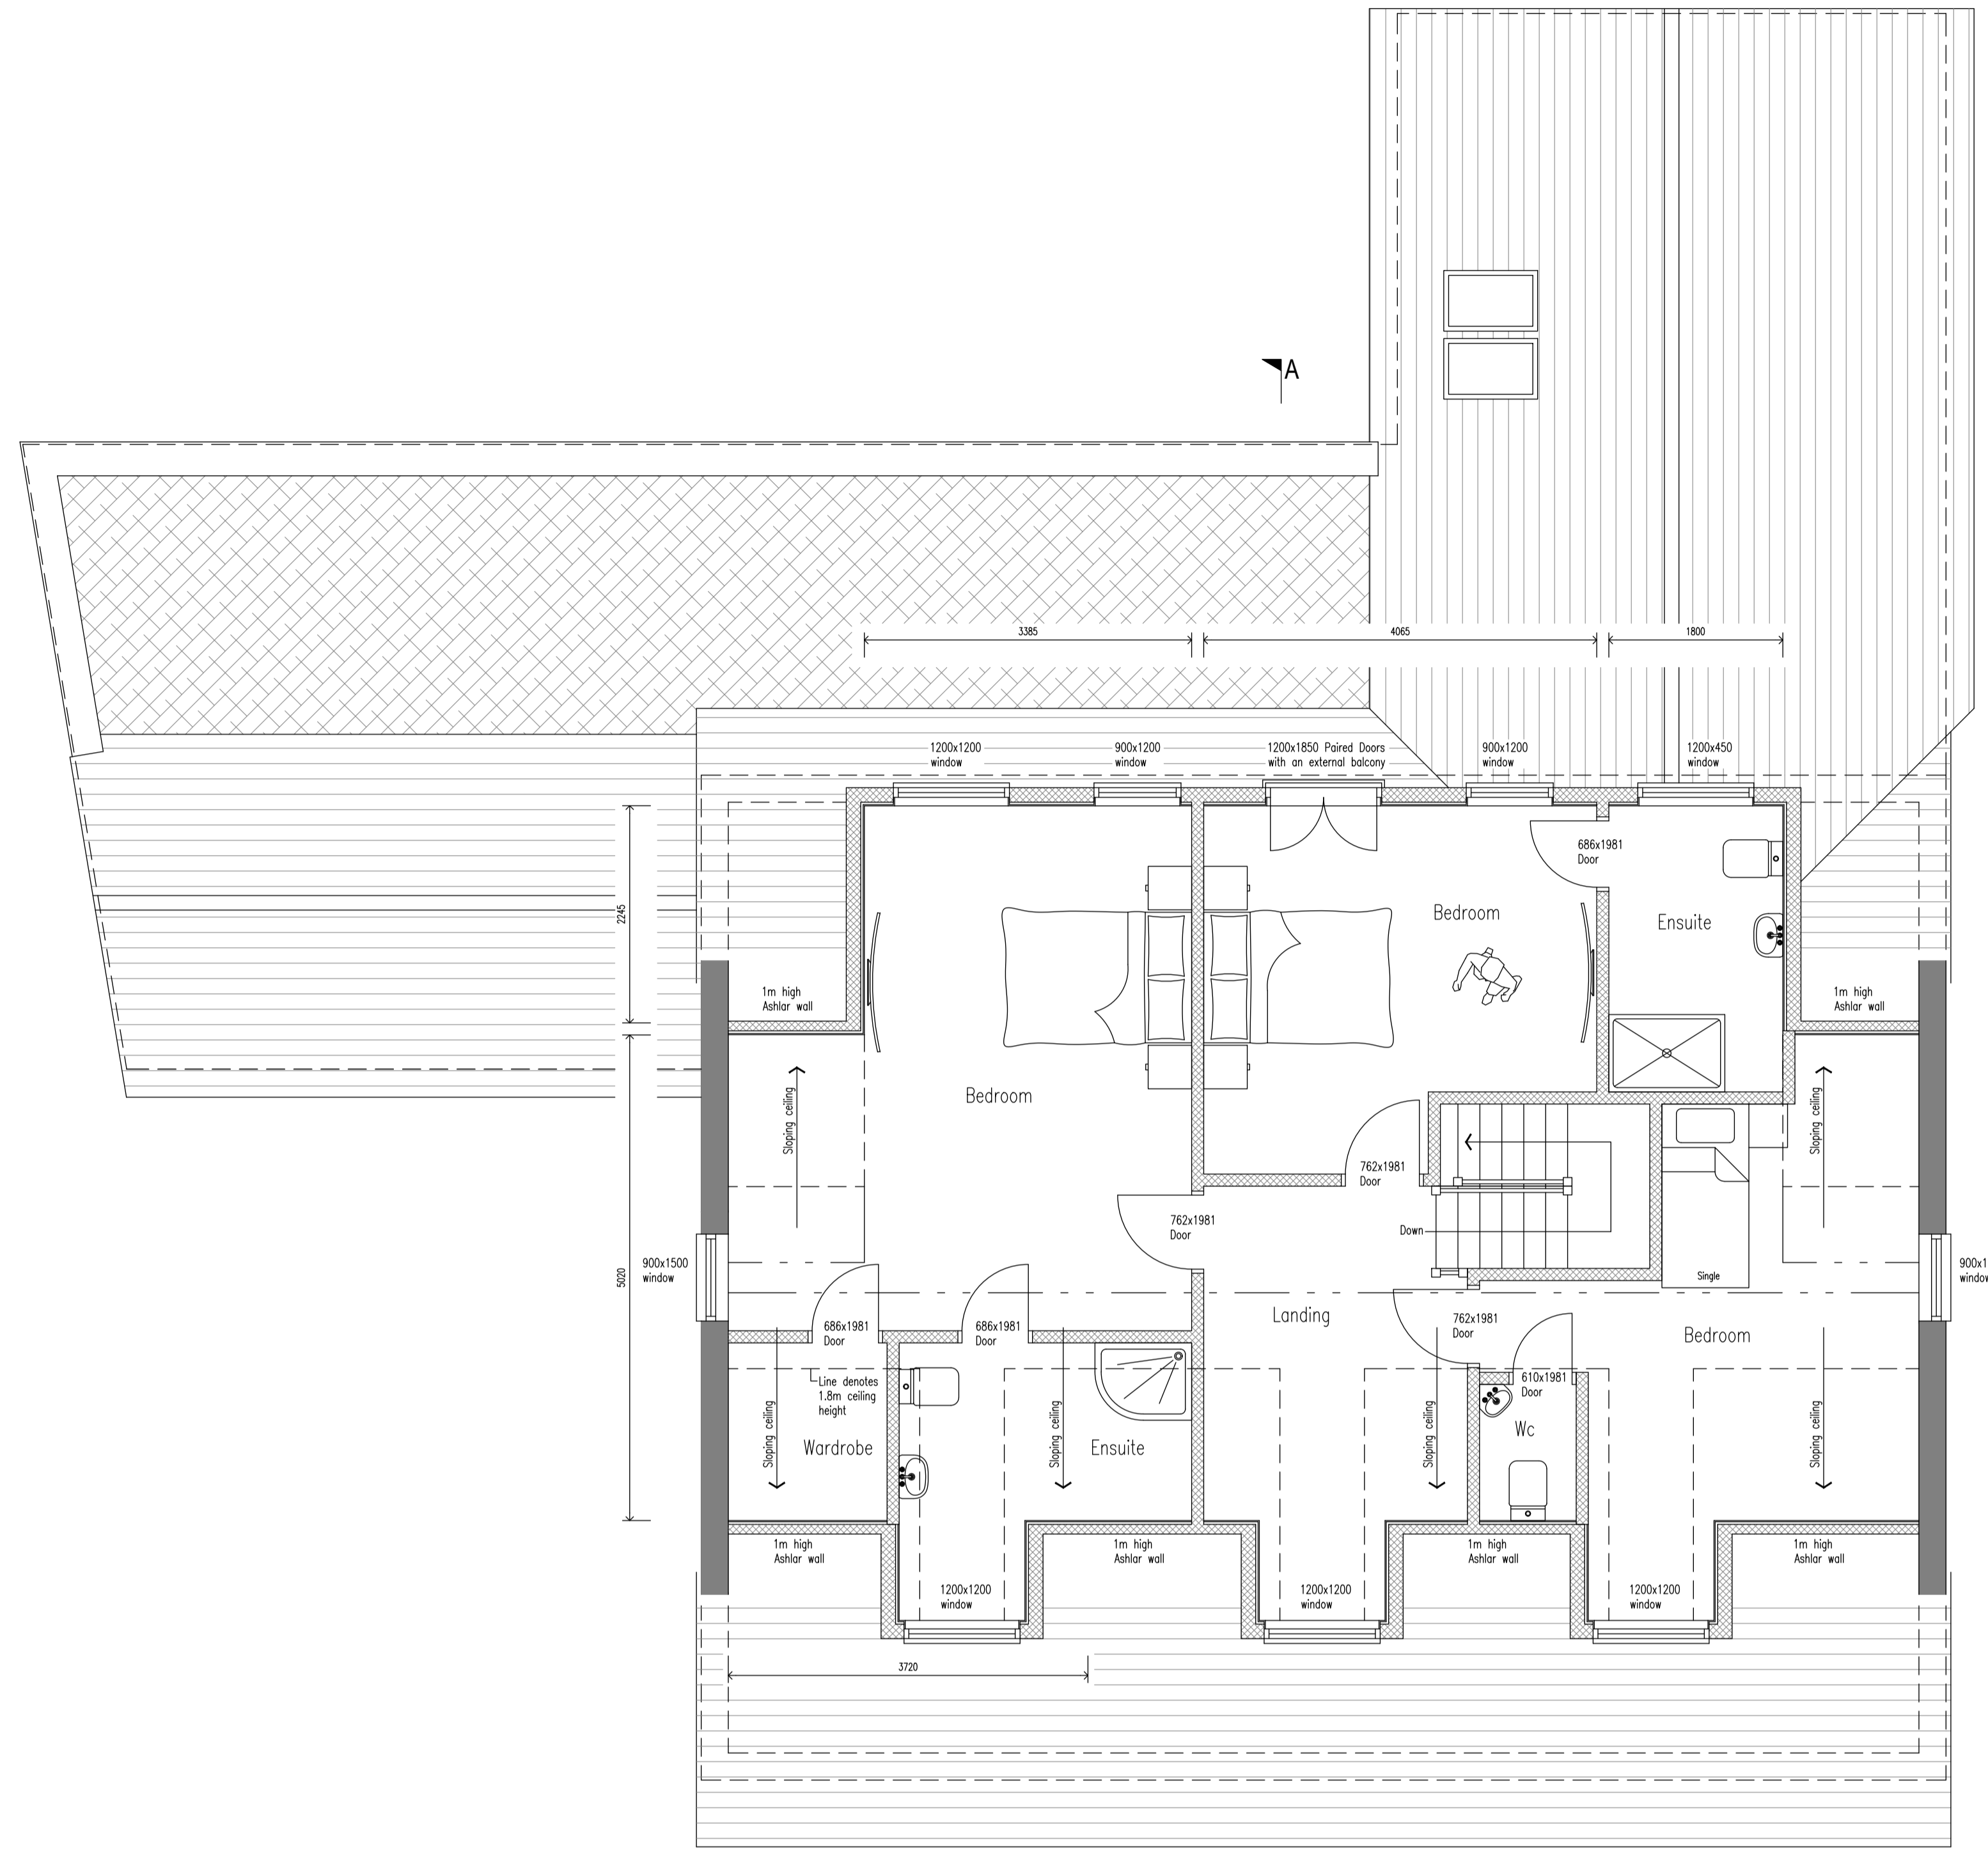 A
3385
4065
1800
1200x1200
window
900x1200
window
1200x1850 Paired Doors
with an external balcony
900x1200
window
1200x450
window
686x1981
Door
2245
Bedroom
Ensuite
1m high
Ashlar wall
1m high
Ashlar wall
Sloping ceiling
Bedroom
Sloping ceiling
762x1981
Door
762x1981
Door
Down
5020
900x1500
window
Single
900x1
window
686x1981
Door
686x1981
Door
Landing
762x1981
Door
Bedroom
Line denotes
1.8m ceiling
height
610x1981
Door
Sloping ceiling
Wardrobe
Sloping ceiling
Ensuite
Sloping ceiling
Wc
Sloping ceiling
1m high
Ashlar wall
1m high
Ashlar wall
1m high
Ashlar wall
1m high
Ashlar wall
1200x1200
window
1200x1200
window
1200x1200
window
3720